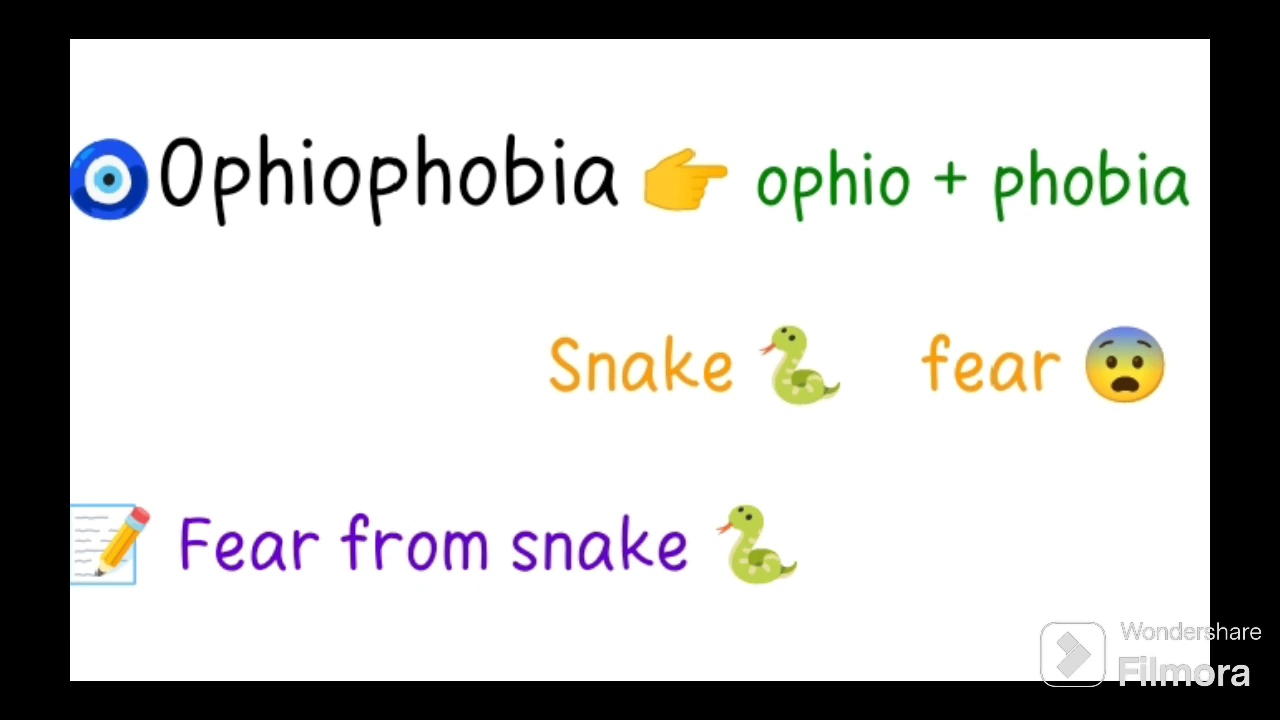 🧿Ophiophobia 👉 ophio + phobia
Snake 🐍 fear 😨
📝 Fear from snake 🐍
Wondershare
Filmora